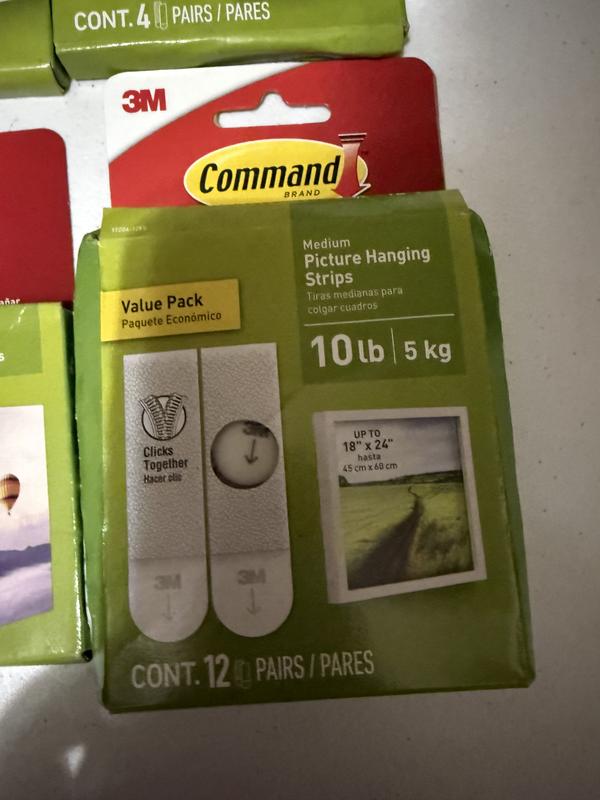 CONT. 4 PAIRS / PARES
3M
Command
BRAND
Medium
Picture Hanging
Strips
Tiras medianas para
colgar cuadros
10 lb | 5 kg
Value Pack
Paquete Económico
Clicks
Together
Hacer clic
3M
3M
3M
UP TO
18" x 24"
hasta
45 cm x 60 cm
CONT. 12 PAIRS / PARES